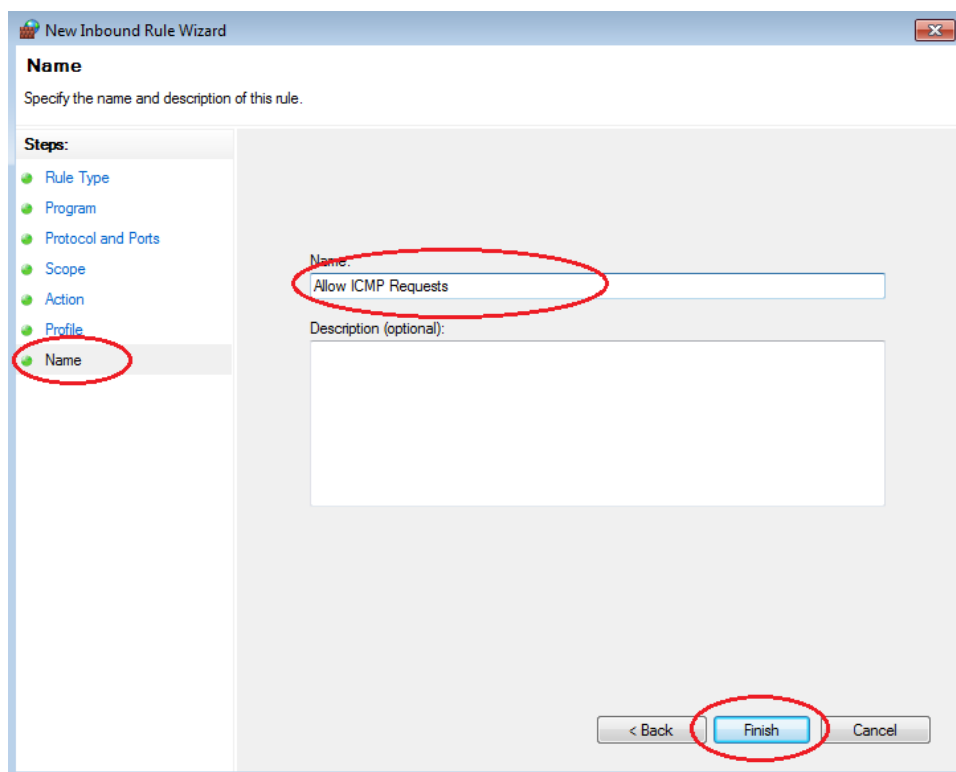 New Inbound Rule Wizard
Name
Specify the name and description of this rule.
Steps:
Rule Type
Program
Protocol and Ports
Scope
Action
Profile
Name
Name:
Allow ICMP Requests
Description (optional):
< Back
Finish
Cancel